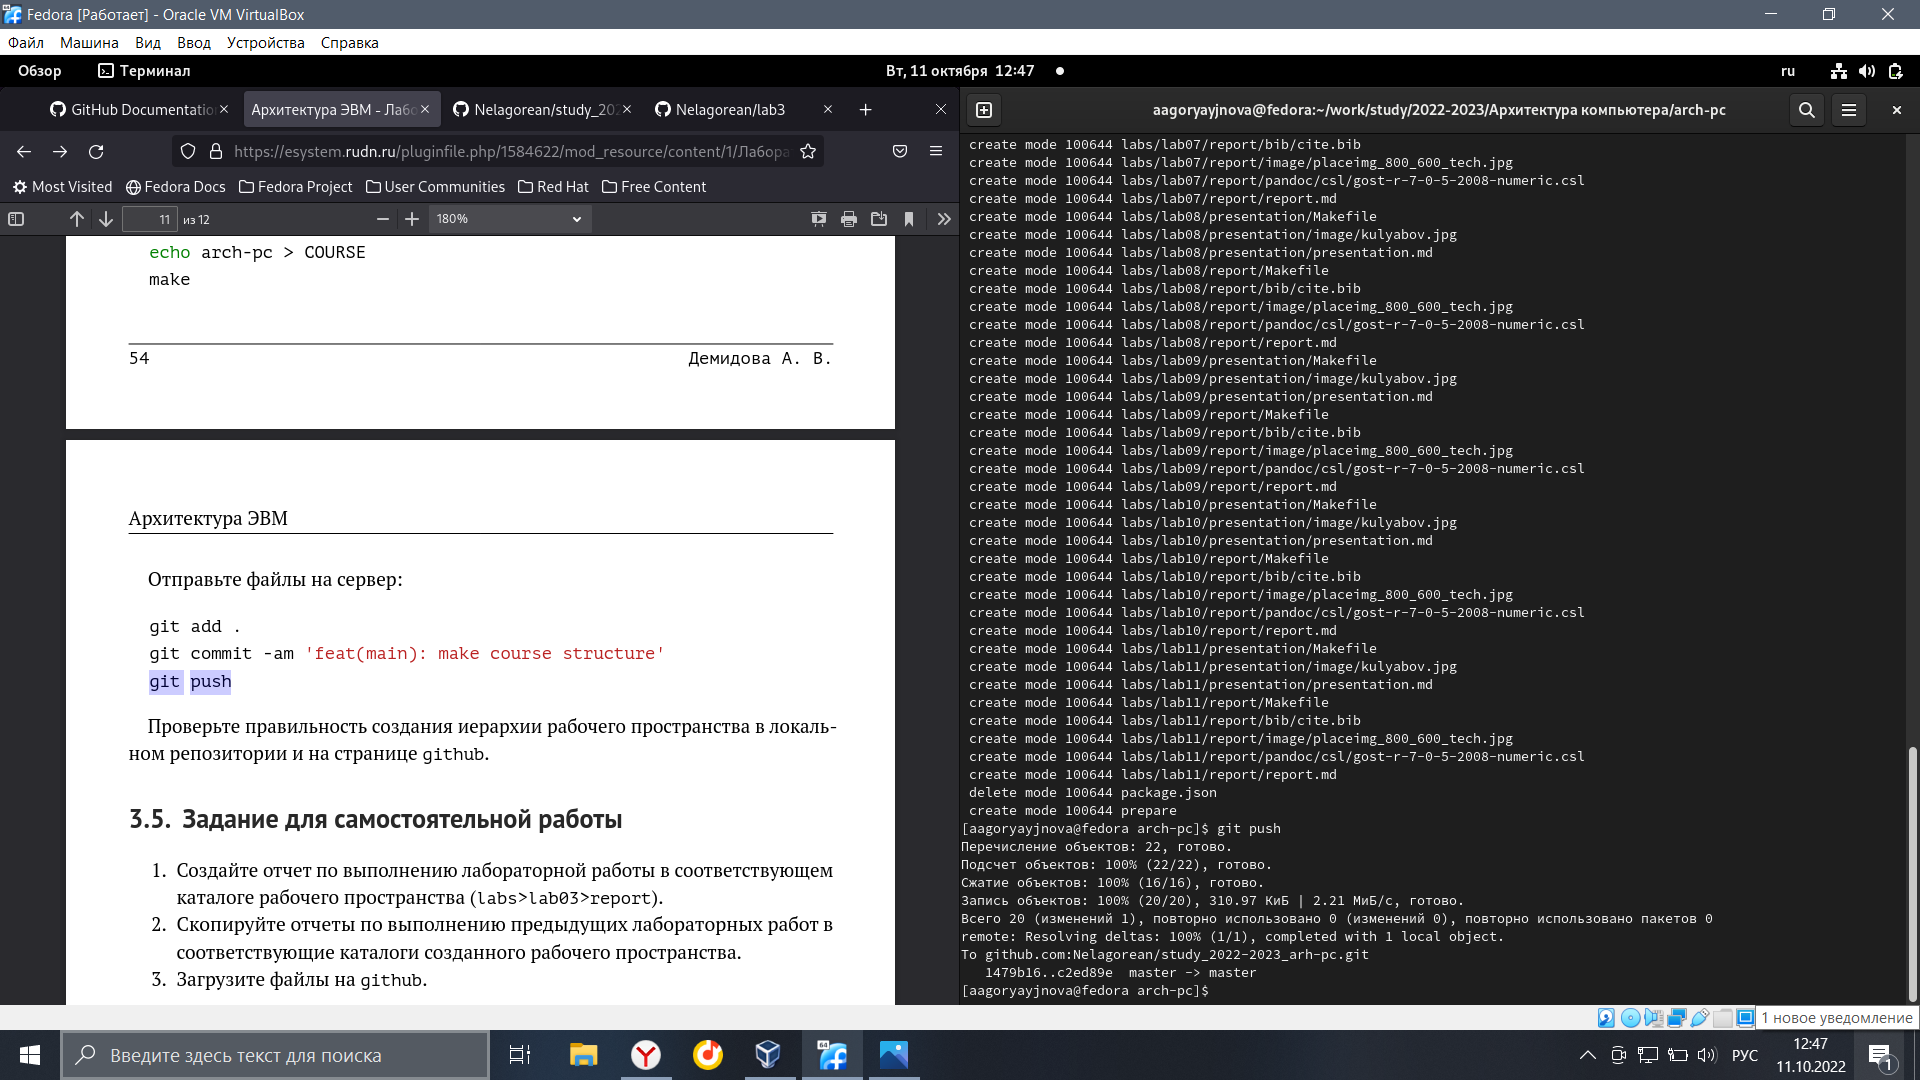 Fedora [Работает] - Oracle VM VirtualBox
Файл Машина Вид Ввод Устройства Справка
Обзор Терминал Вт, 11 октября 12:47 ru
GitHub Documentatio Архитектура ЭВМ - Лабо Nelagorean/study_202 Nelagorean/lab3
https://esystem.rudn.ru/pluginfile.php/1584622/mod_resource/content/1/Лабора
Most Visited Fedora Docs Fedora Project User Communities Red Hat Free Content
11 из 12 180%
echo arch-pc > COURSE
make
54 Демидова А. В.
Архитектура ЭВМ
Отправьте файлы на сервер:
git add .
git commit -am 'feat(main): make course structure'
git push
Проверьте правильность создания иерархии рабочего пространства в локаль-
ном репозитории и на странице github.
3.5. Задание для самостоятельной работы
1. Создайте отчет по выполнению лабораторной работы в соответствующем
каталоге рабочего пространства (labs>lab03>report).
2. Скопируйте отчеты по выполнению предыдущих лабораторных работ в
соответствующие каталоги созданного рабочего пространства.
3. Загрузите файлы на github.
aagoryayjnova@fedora:~/work/study/2022-2023/Архитектура компьютера/arch-pc
create mode 100644 labs/lab07/report/bib/cite.bib
create mode 100644 labs/lab07/report/image/placeimg_800_600_tech.jpg
create mode 100644 labs/lab07/report/pandoc/csl/gost-r-7-0-5-2008-numeric.csl
create mode 100644 labs/lab07/report/report.md
create mode 100644 labs/lab08/presentation/Makefile
create mode 100644 labs/lab08/presentation/image/kulyabov.jpg
create mode 100644 labs/lab08/presentation/presentation.md
create mode 100644 labs/lab08/report/Makefile
create mode 100644 labs/lab08/report/bib/cite.bib
create mode 100644 labs/lab08/report/image/placeimg_800_600_tech.jpg
create mode 100644 labs/lab08/report/pandoc/csl/gost-r-7-0-5-2008-numeric.csl
create mode 100644 labs/lab08/report/report.md
create mode 100644 labs/lab09/presentation/Makefile
create mode 100644 labs/lab09/presentation/image/kulyabov.jpg
create mode 100644 labs/lab09/presentation/presentation.md
create mode 100644 labs/lab09/report/Makefile
create mode 100644 labs/lab09/report/bib/cite.bib
create mode 100644 labs/lab09/report/image/placeimg_800_600_tech.jpg
create mode 100644 labs/lab09/report/pandoc/csl/gost-r-7-0-5-2008-numeric.csl
create mode 100644 labs/lab09/report/report.md
create mode 100644 labs/lab10/presentation/Makefile
create mode 100644 labs/lab10/presentation/image/kulyabov.jpg
create mode 100644 labs/lab10/presentation/presentation.md
create mode 100644 labs/lab10/report/Makefile
create mode 100644 labs/lab10/report/bib/cite.bib
create mode 100644 labs/lab10/report/image/placeimg_800_600_tech.jpg
create mode 100644 labs/lab10/report/pandoc/csl/gost-r-7-0-5-2008-numeric.csl
create mode 100644 labs/lab10/report/report.md
create mode 100644 labs/lab11/presentation/Makefile
create mode 100644 labs/lab11/presentation/image/kulyabov.jpg
create mode 100644 labs/lab11/presentation/presentation.md
create mode 100644 labs/lab11/report/Makefile
create mode 100644 labs/lab11/report/bib/cite.bib
create mode 100644 labs/lab11/report/image/placeimg_800_600_tech.jpg
create mode 100644 labs/lab11/report/pandoc/csl/gost-r-7-0-5-2008-numeric.csl
create mode 100644 labs/lab11/report/report.md
delete mode 100644 package.json
create mode 100644 prepare
[aagoryayjnova@fedora arch-pc]$ git push
Перечисление объектов: 22, готово.
Подсчет объектов: 100% (22/22), готово.
Сжатие объектов: 100% (16/16), готово.
Запись объектов: 100% (20/20), 310.97 КиБ | 2.21 МиБ/с, готово.
Всего 20 (изменений 1), повторно использовано 0 (изменений 0), повторно использовано пакетов 0
remote: Resolving deltas: 100% (1/1), completed with 1 local object.
To github.com:Nelagorean/study_2022-2023_arh-pc.git
1479b16..c2ed89e master -> master
[aagoryayjnova@fedora arch-pc]$
1 новое уведомление
Введите здесь текст для поиска
64
РУС
12:47
11.10.2022
1